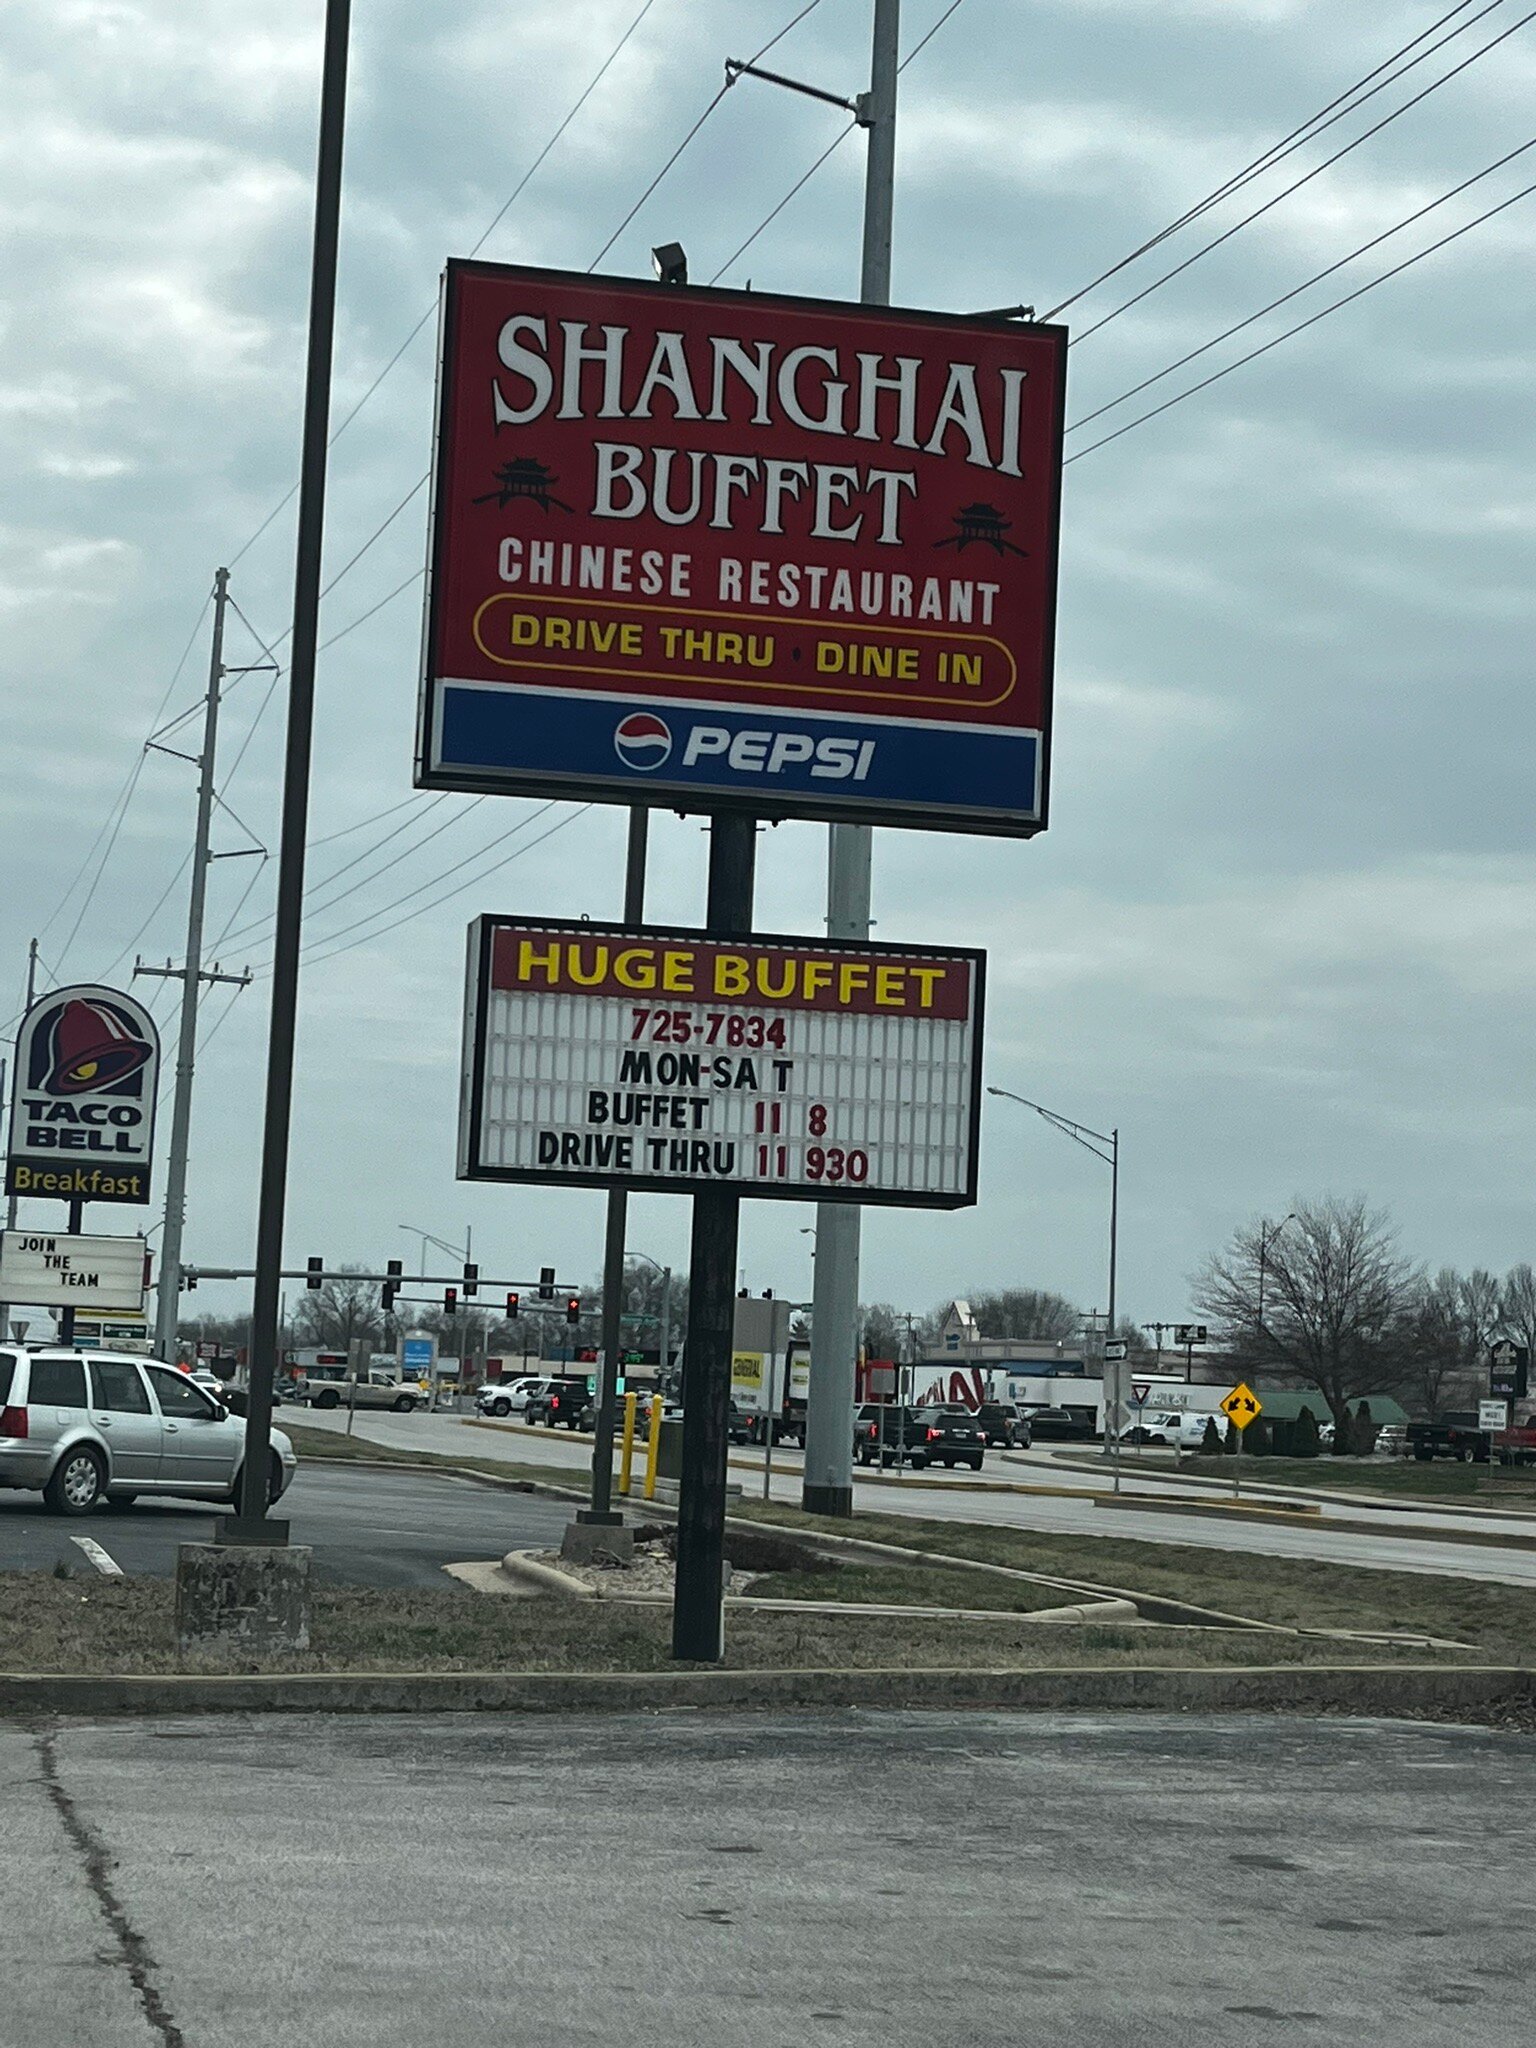 SHANGHAI
BUFFET
CHINESE RESTAURANT
DRIVE THRU · DINE IN
PEPSI
HUGE BUFFET
725-7834
MON-SA T
BUFFET 11 8
DRIVE THRU 11 930
TACO
BELL
Breakfast
JOIN
THE
TEAM